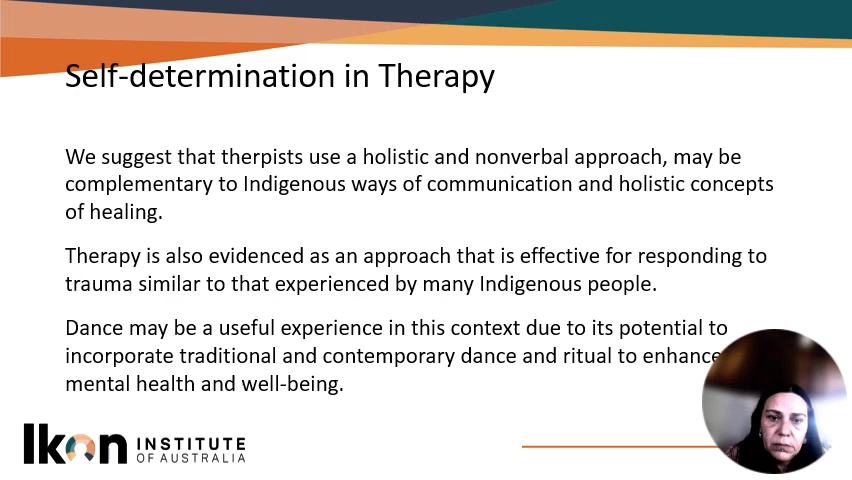 Self-determination in Therapy
We suggest that therpists use a holistic and nonverbal approach, may be
complementary to Indigenous ways of communication and holistic concepts
of healing.
Therapy is also evidenced as an approach that is effective for responding to
trauma similar to that experienced by many Indigenous people.
Dance may be a useful experience in this context due to its potential to
incorporate traditional and contemporary dance and ritual to enhance
mental health and well-being.
Ikon INSTITUTE
OF AUSTRALIA